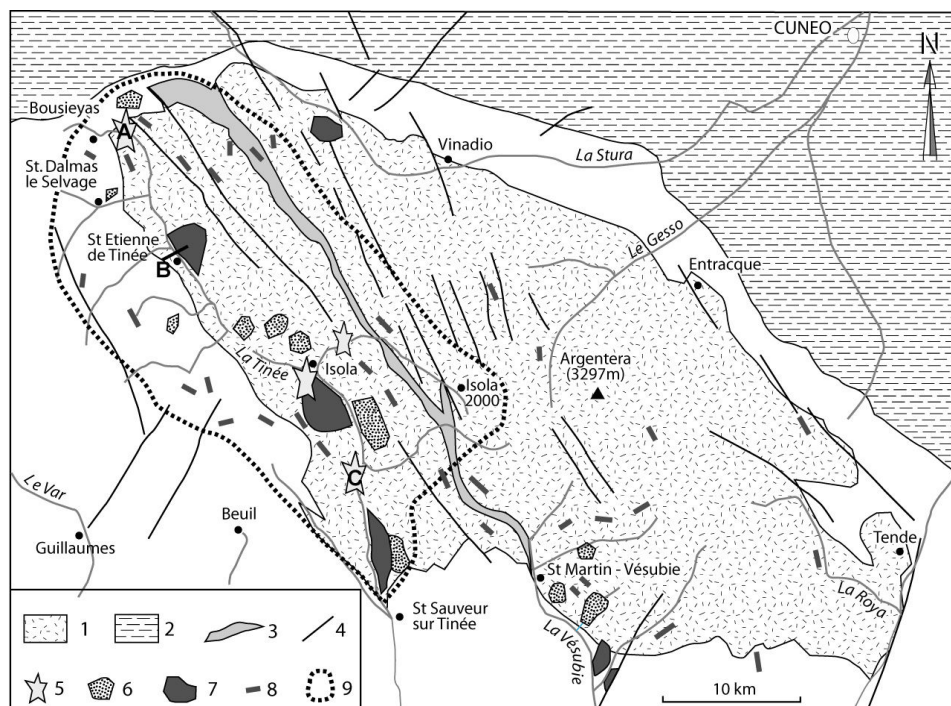 CUNEO
N
Bousieyas
A
Vinadio
La Stura
St. Dalmas
le Selvage
Le Gesso
St Etienne
de Tinée
B
Entracque
La Tinée
Isola
Argentera
(3297m)
Isola
2000
C
Le Var
Beuil
Guillaumes
Tende
St Martin - Vésubie
La Roya
St Sauveur
sur Tinée
La Vésubie
1 2 3 4
5 6 7 8 9
10 km